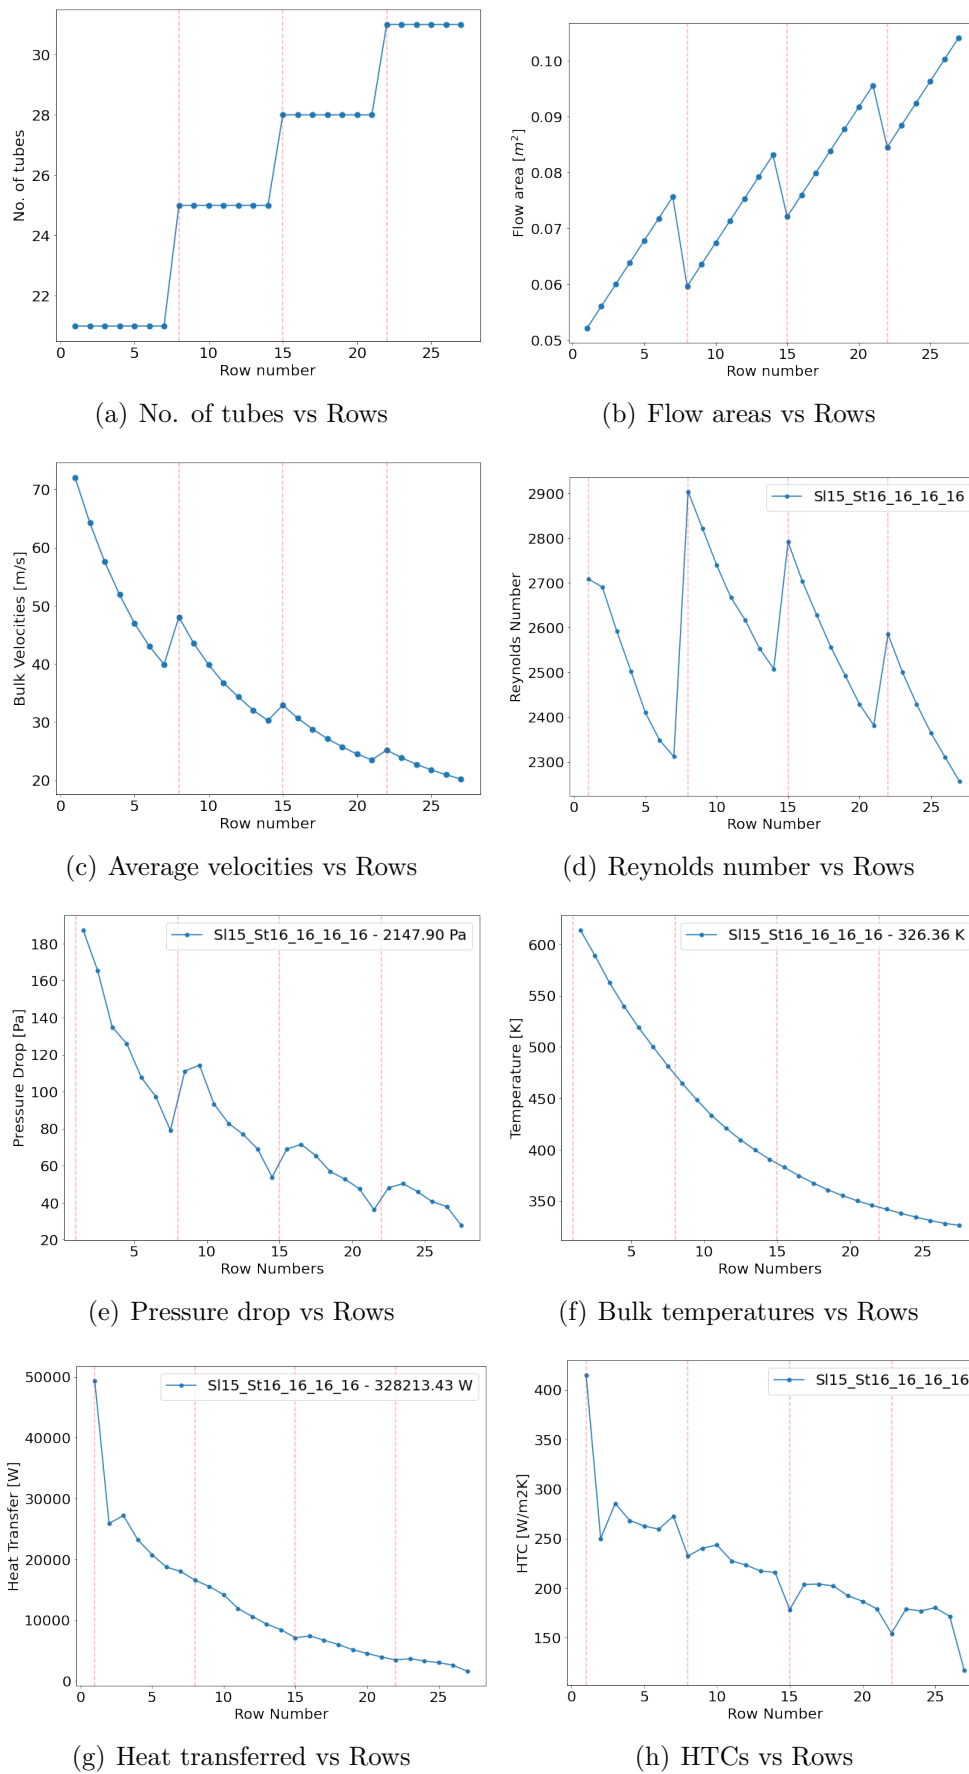 30
28
26
24
22
No. of tubes
0 5 10 15 20 25
Row number
(a) No. of tubes vs Rows
0.10
0.09
0.08
0.07
0.06
0.05
Flow area [m²]
0 5 10 15 20 25
Row number
(b) Flow areas vs Rows
70
60
50
40
30
20
Bulk Velocities [m/s]
0 5 10 15 20 25
Row number
(c) Average velocities vs Rows
Sl15_St16_16_16_16
2900
2800
2700
2600
2500
2400
2300
Reynolds Number
0 5 10 15 20 25
Row Number
(d) Reynolds number vs Rows
Sl15_St16_16_16_16 - 2147.90 Pa
180
160
140
120
100
80
60
40
20
Pressure Drop [Pa]
5 10 15 20 25
Row Numbers
(e) Pressure drop vs Rows
Sl15_St16_16_16_16 - 326.36 K
600
550
500
450
400
350
Temperature [K]
5 10 15 20 25
Row Numbers
(f) Bulk temperatures vs Rows
Sl15_St16_16_16_16 - 328213.43 W
50000
40000
30000
20000
10000
0
Heat Transfer [W]
0 5 10 15 20 25
Row Number
(g) Heat transferred vs Rows
Sl15_St16_16_16_16
400
350
300
250
200
150
HTC [W/m2K]
0 5 10 15 20 25
Row Number
(h) HTCs vs Rows